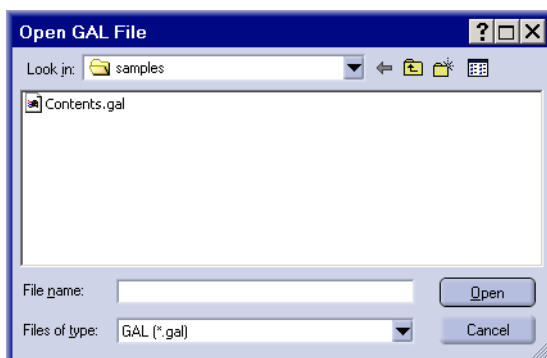 Open GAL File
Look in: samples
Contents.gal
File name: Open
Files of type: GAL (*.gal) Cancel